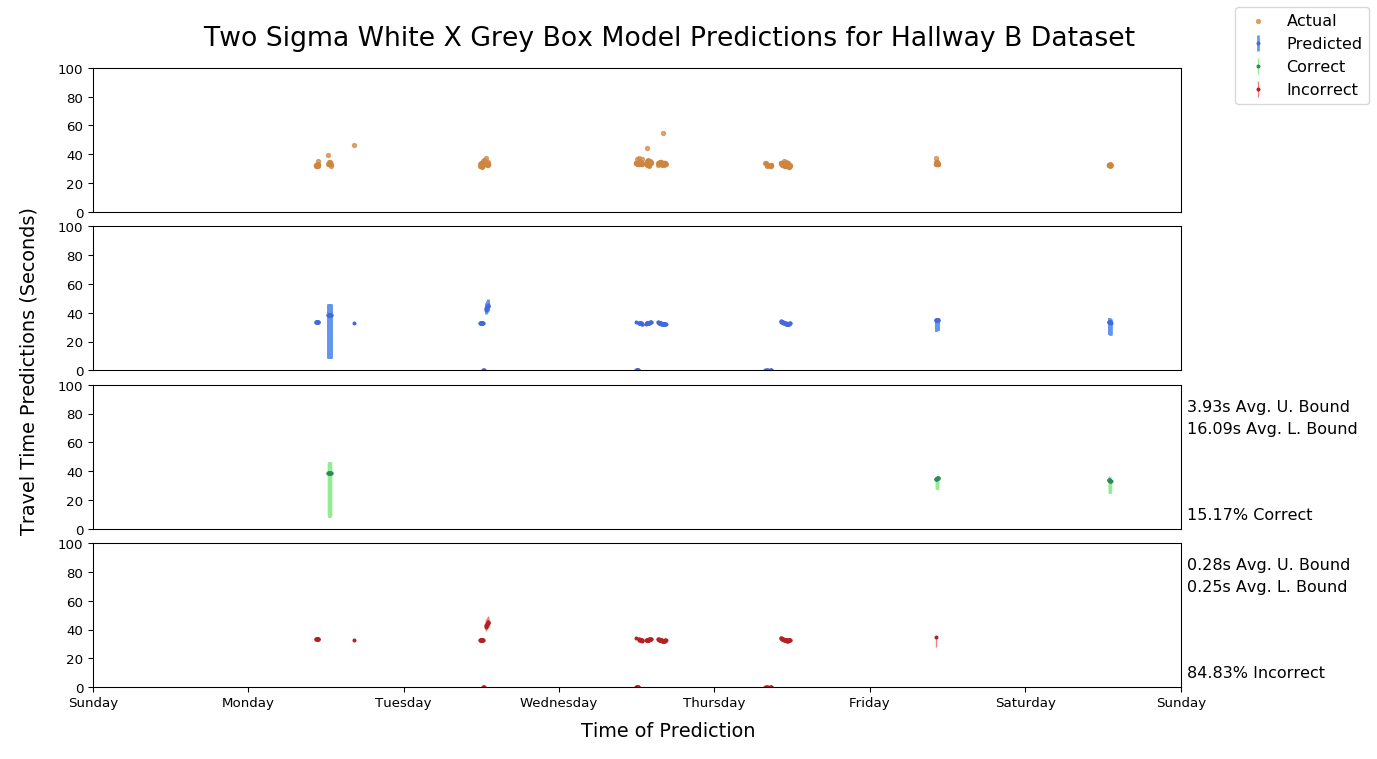 Two Sigma White X Grey Box Model Predictions for Hallway B Dataset
Actual
Predicted
Correct
Incorrect
Travel Time Predictions (Seconds)
100
80
60
40
20
0
100
80
60
40
20
0
100
80
60
40
20
0
3.93s Avg. U. Bound
16.09s Avg. L. Bound
15.17% Correct
100
80
60
40
20
0
0.28s Avg. U. Bound
0.25s Avg. L. Bound
84.83% Incorrect
Sunday Monday Tuesday Wednesday Thursday Friday Saturday Sunday
Time of Prediction